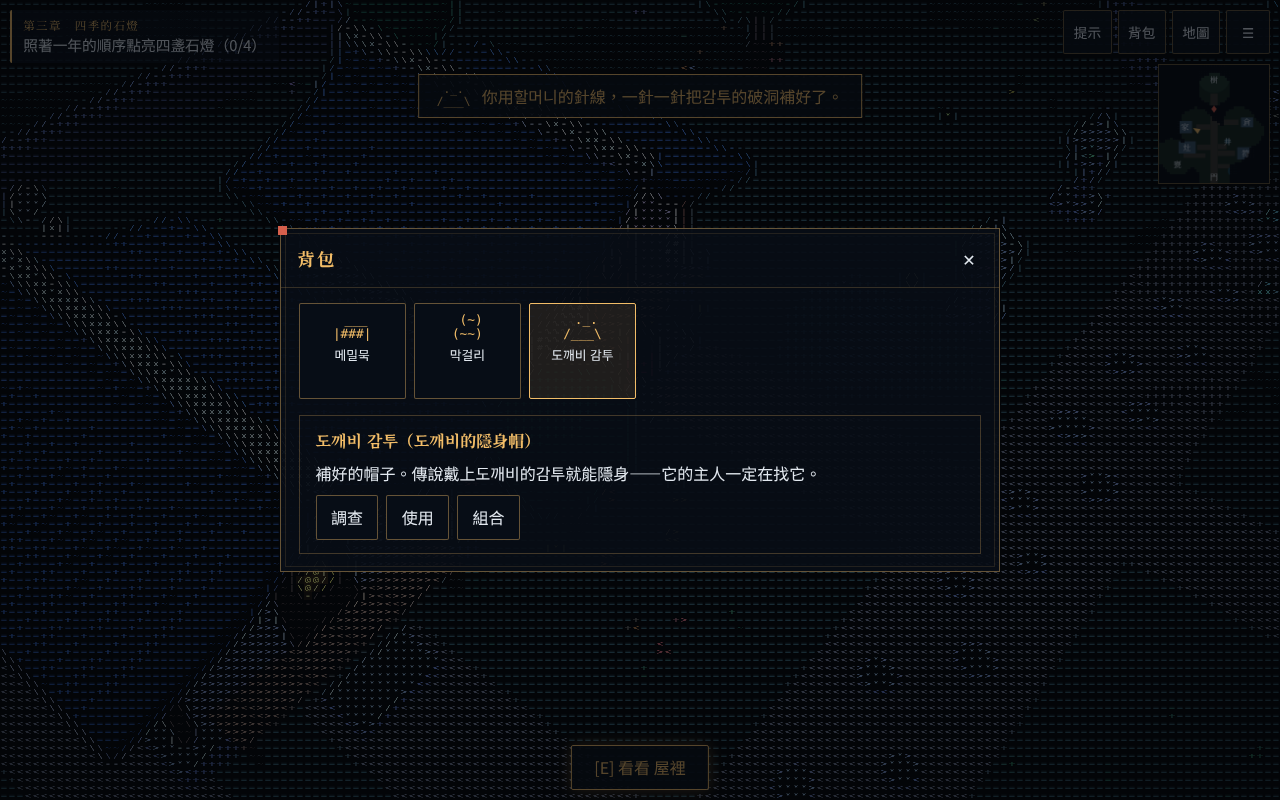 第三章　四季的石燈
照著一年的順序點亮四盞石燈（0/4）
提示
背包
地圖
☰
你用할머니的針線，一針一針把감투的破洞補好了。
背包
×
메밀묵
막걸리
도깨비 감투
도깨비 감투（도깨비的隱身帽）
補好的帽子。傳說戴上도깨비的감투就能隱身——它的主人一定在找它。
調查
使用
組合
[E] 看看 屋裡